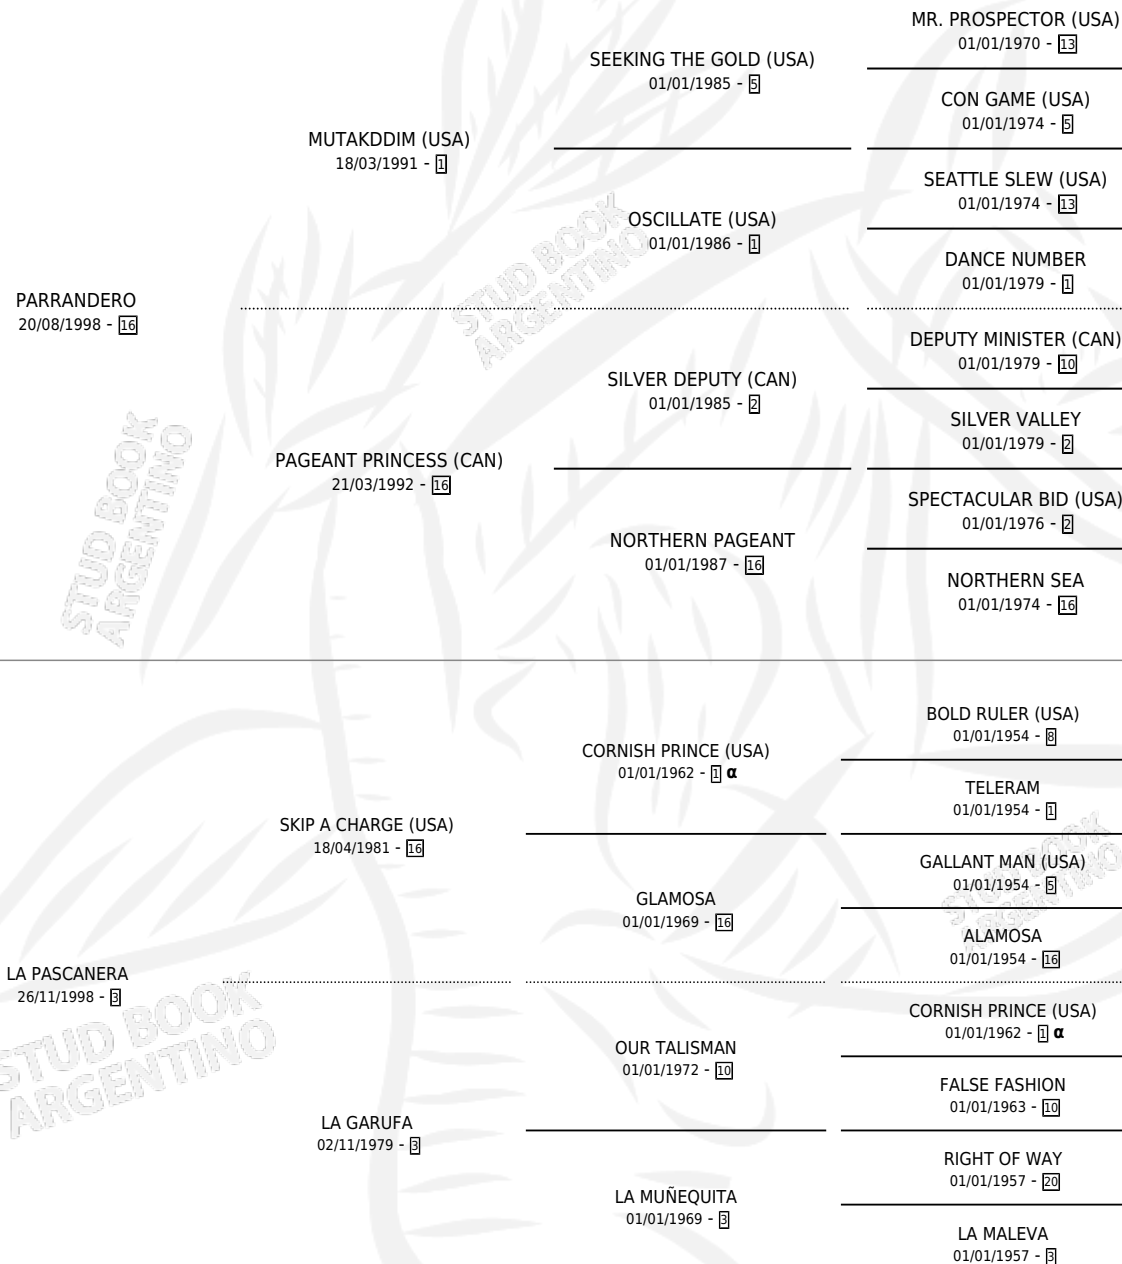 MR. PROSPECTOR (USA)
01/01/1970 - 13
SEEKING THE GOLD (USA)
01/01/1985 - 5
CON GAME (USA)
01/01/1974 - 5
MUTAKDDIM (USA)
18/03/1991 - 1
SEATTLE SLEW (USA)
01/01/1974 - 13
OSCILLATE (USA)
01/01/1986 - 1
DANCE NUMBER
01/01/1979 - 1
PARRANDERO
20/08/1998 - 16
DEPUTY MINISTER (CAN)
01/01/1979 - 10
SILVER DEPUTY (CAN)
01/01/1985 - 2
SILVER VALLEY
01/01/1979 - 2
PAGEANT PRINCESS (CAN)
21/03/1992 - 16
SPECTACULAR BID (USA)
01/01/1976 - 2
NORTHERN PAGEANT
01/01/1987 - 16
NORTHERN SEA
01/01/1974 - 16
BOLD RULER (USA)
01/01/1954 - 8
CORNISH PRINCE (USA)
01/01/1962 - 1 α
TELERAM
01/01/1954 - 1
SKIP A CHARGE (USA)
18/04/1981 - 16
GALLANT MAN (USA)
01/01/1954 - 5
GLAMOSA
01/01/1969 - 16
ALAMOSA
01/01/1954 - 16
LA PASCANERA
26/11/1998 - 3
CORNISH PRINCE (USA)
01/01/1962 - 1 α
OUR TALISMAN
01/01/1972 - 10
FALSE FASHION
01/01/1963 - 10
LA GARUFA
02/11/1979 - 3
RIGHT OF WAY
01/01/1957 - 20
LA MUÑEQUITA
01/01/1969 - 3
LA MALEVA
01/01/1957 - 3
STUD BOOK
ARGENTINO
STUD BOOK
ARGENTINO
STUD BOOK
ARGENTINO
STUD BOOK
ARGENTINO